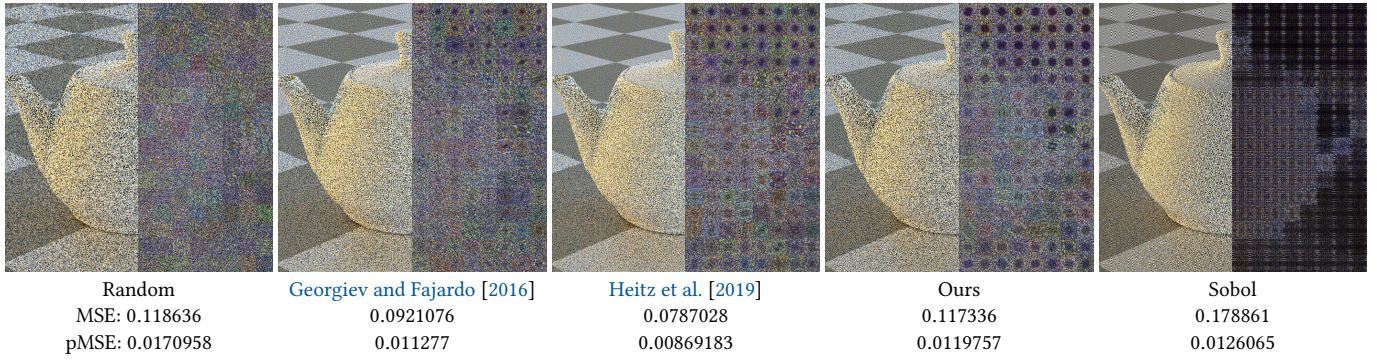 Random Georgiev and Fajardo [2016] Heitz et al. [2019] Ours Sobol
MSE: 0.118636 0.0921076 0.0787028 0.117336 0.178861
pMSE: 0.0170958 0.011277 0.00869183 0.0119757 0.0126065